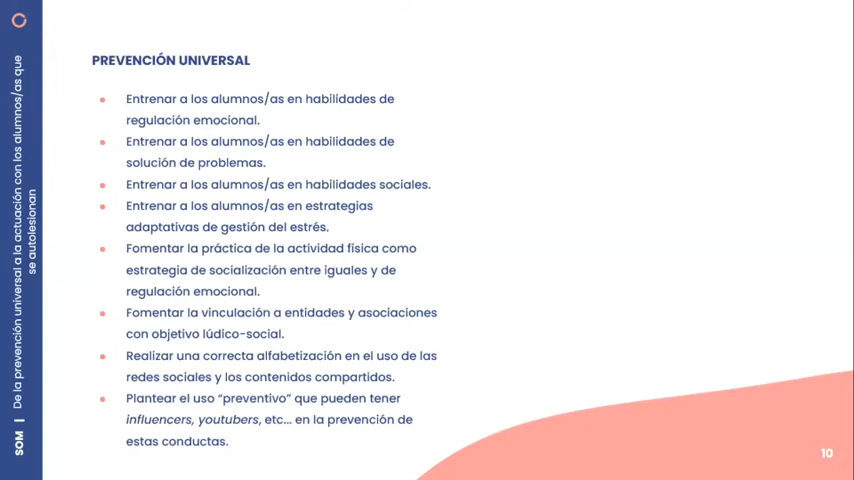 SOM | De la prevención universal a la actuación con los alumnos/as que
se autolesionan
PREVENCIÓN UNIVERSAL
• Entrenar a los alumnos/as en habilidades de
regulación emocional.
• Entrenar a los alumnos/as en habilidades de
solución de problemas.
• Entrenar a los alumnos/as en habilidades sociales.
• Entrenar a los alumnos/as en estrategias
adaptativas de gestión del estrés.
• Fomentar la práctica de la actividad física como
estrategia de socialización entre iguales y de
regulación emocional.
• Fomentar la vinculación a entidades y asociaciones
con objetivo lúdico-social.
• Realizar una correcta alfabetización en el uso de las
redes sociales y los contenidos compartidos.
• Plantear el uso “preventivo” que pueden tener
influencers, youtubers, etc... en la prevención de
estas conductas.
10